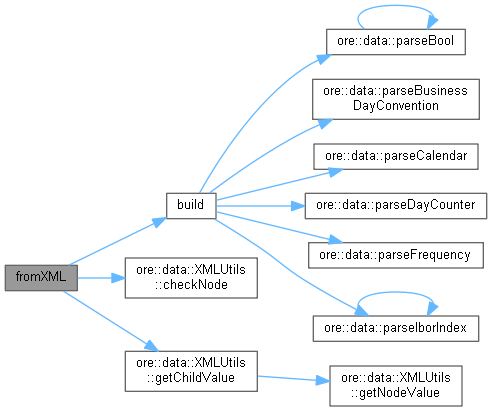 ore::data::parseBool
ore::data::parseBusiness
DayConvention
ore::data::parseCalendar
build
ore::data::parseDayCounter
ore::data::parseFrequency
fromXML
ore::data::XMLUtils
::checkNode
ore::data::parseIborIndex
ore::data::XMLUtils
::getChildValue
ore::data::XMLUtils
::getNodeValue